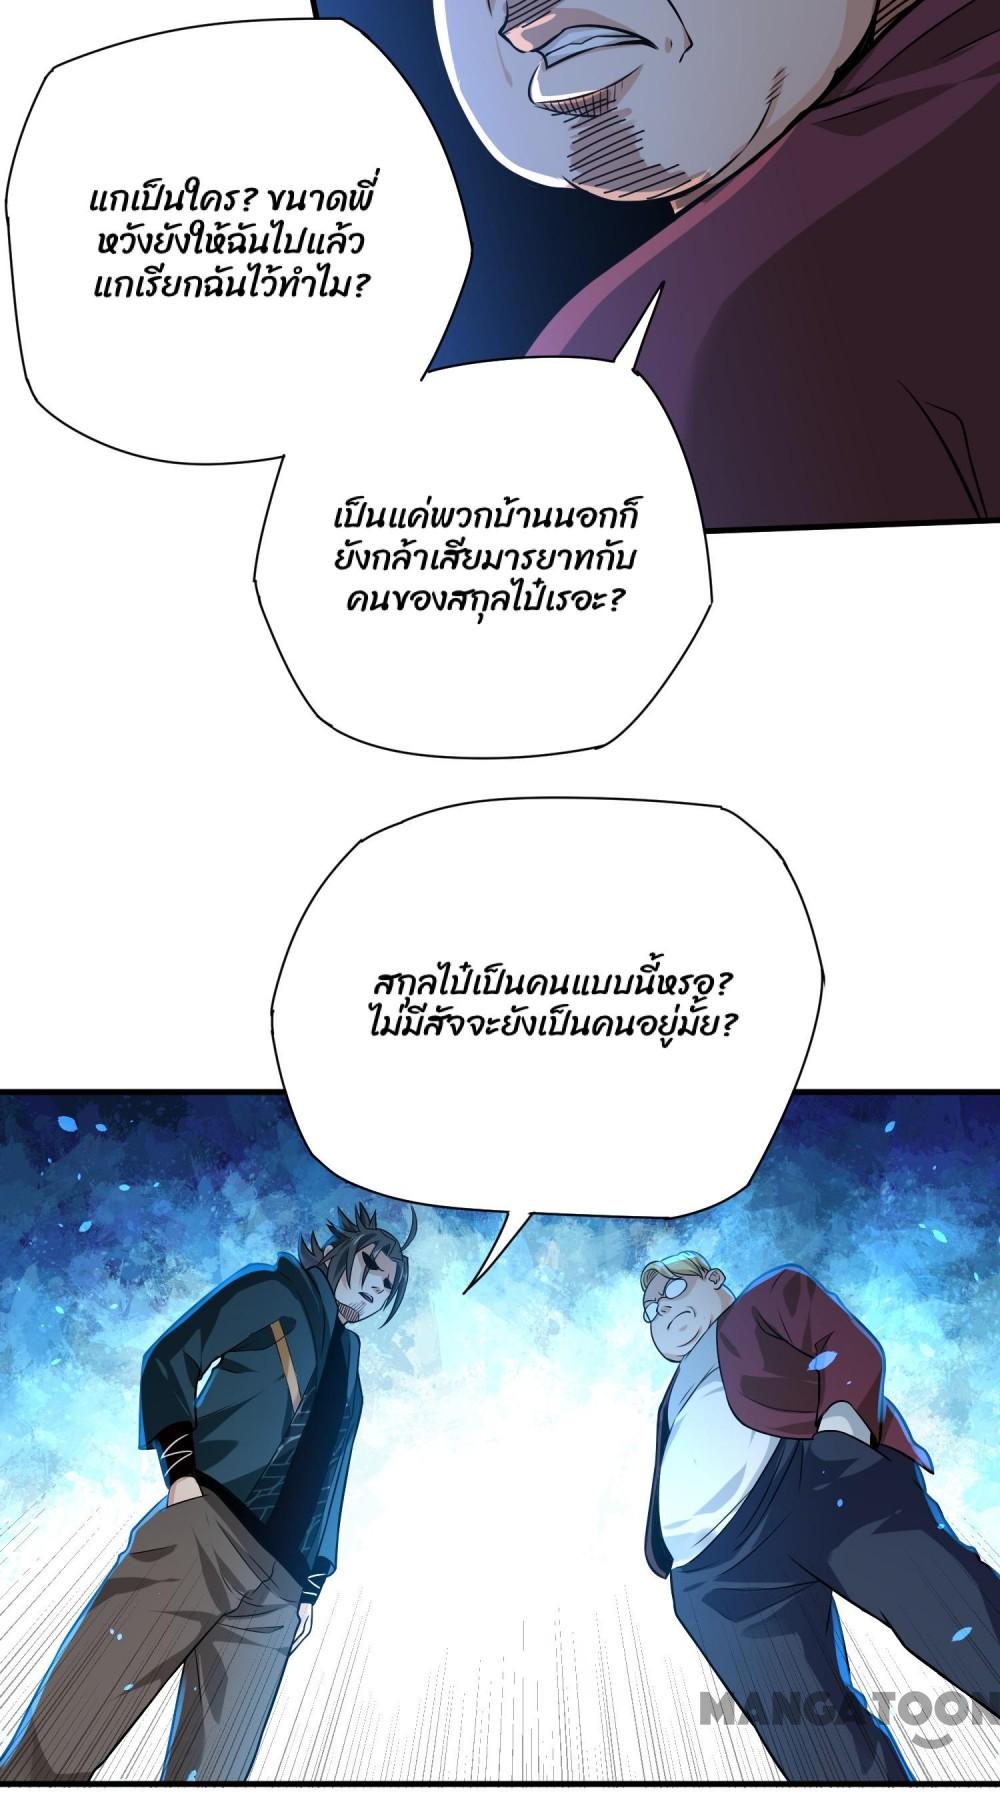 แกเป็นใคร? ขนาดพี่
หวังยังให้ฉันไปแล้ว
แกเรียกฉันไว้ทำไม?
เป็นแค่พวกบ้านนอกก็
ยังกล้าเสียมารยาทกับ
คนของสกุลไป๋เรอะ?
สกุลไป๋เป็นคนแบบนี้หรอ?
ไม่มีสัจจะยังเป็นคนอยู่มั้ย?
MANGATOON